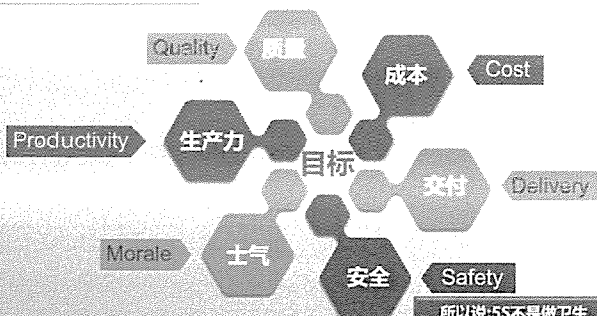 Quality
质量
成本
Cost
Productivity
生产力
目标
交付
Delivery
Morale
士气
安全
Safety
所以说:5S不是做卫生